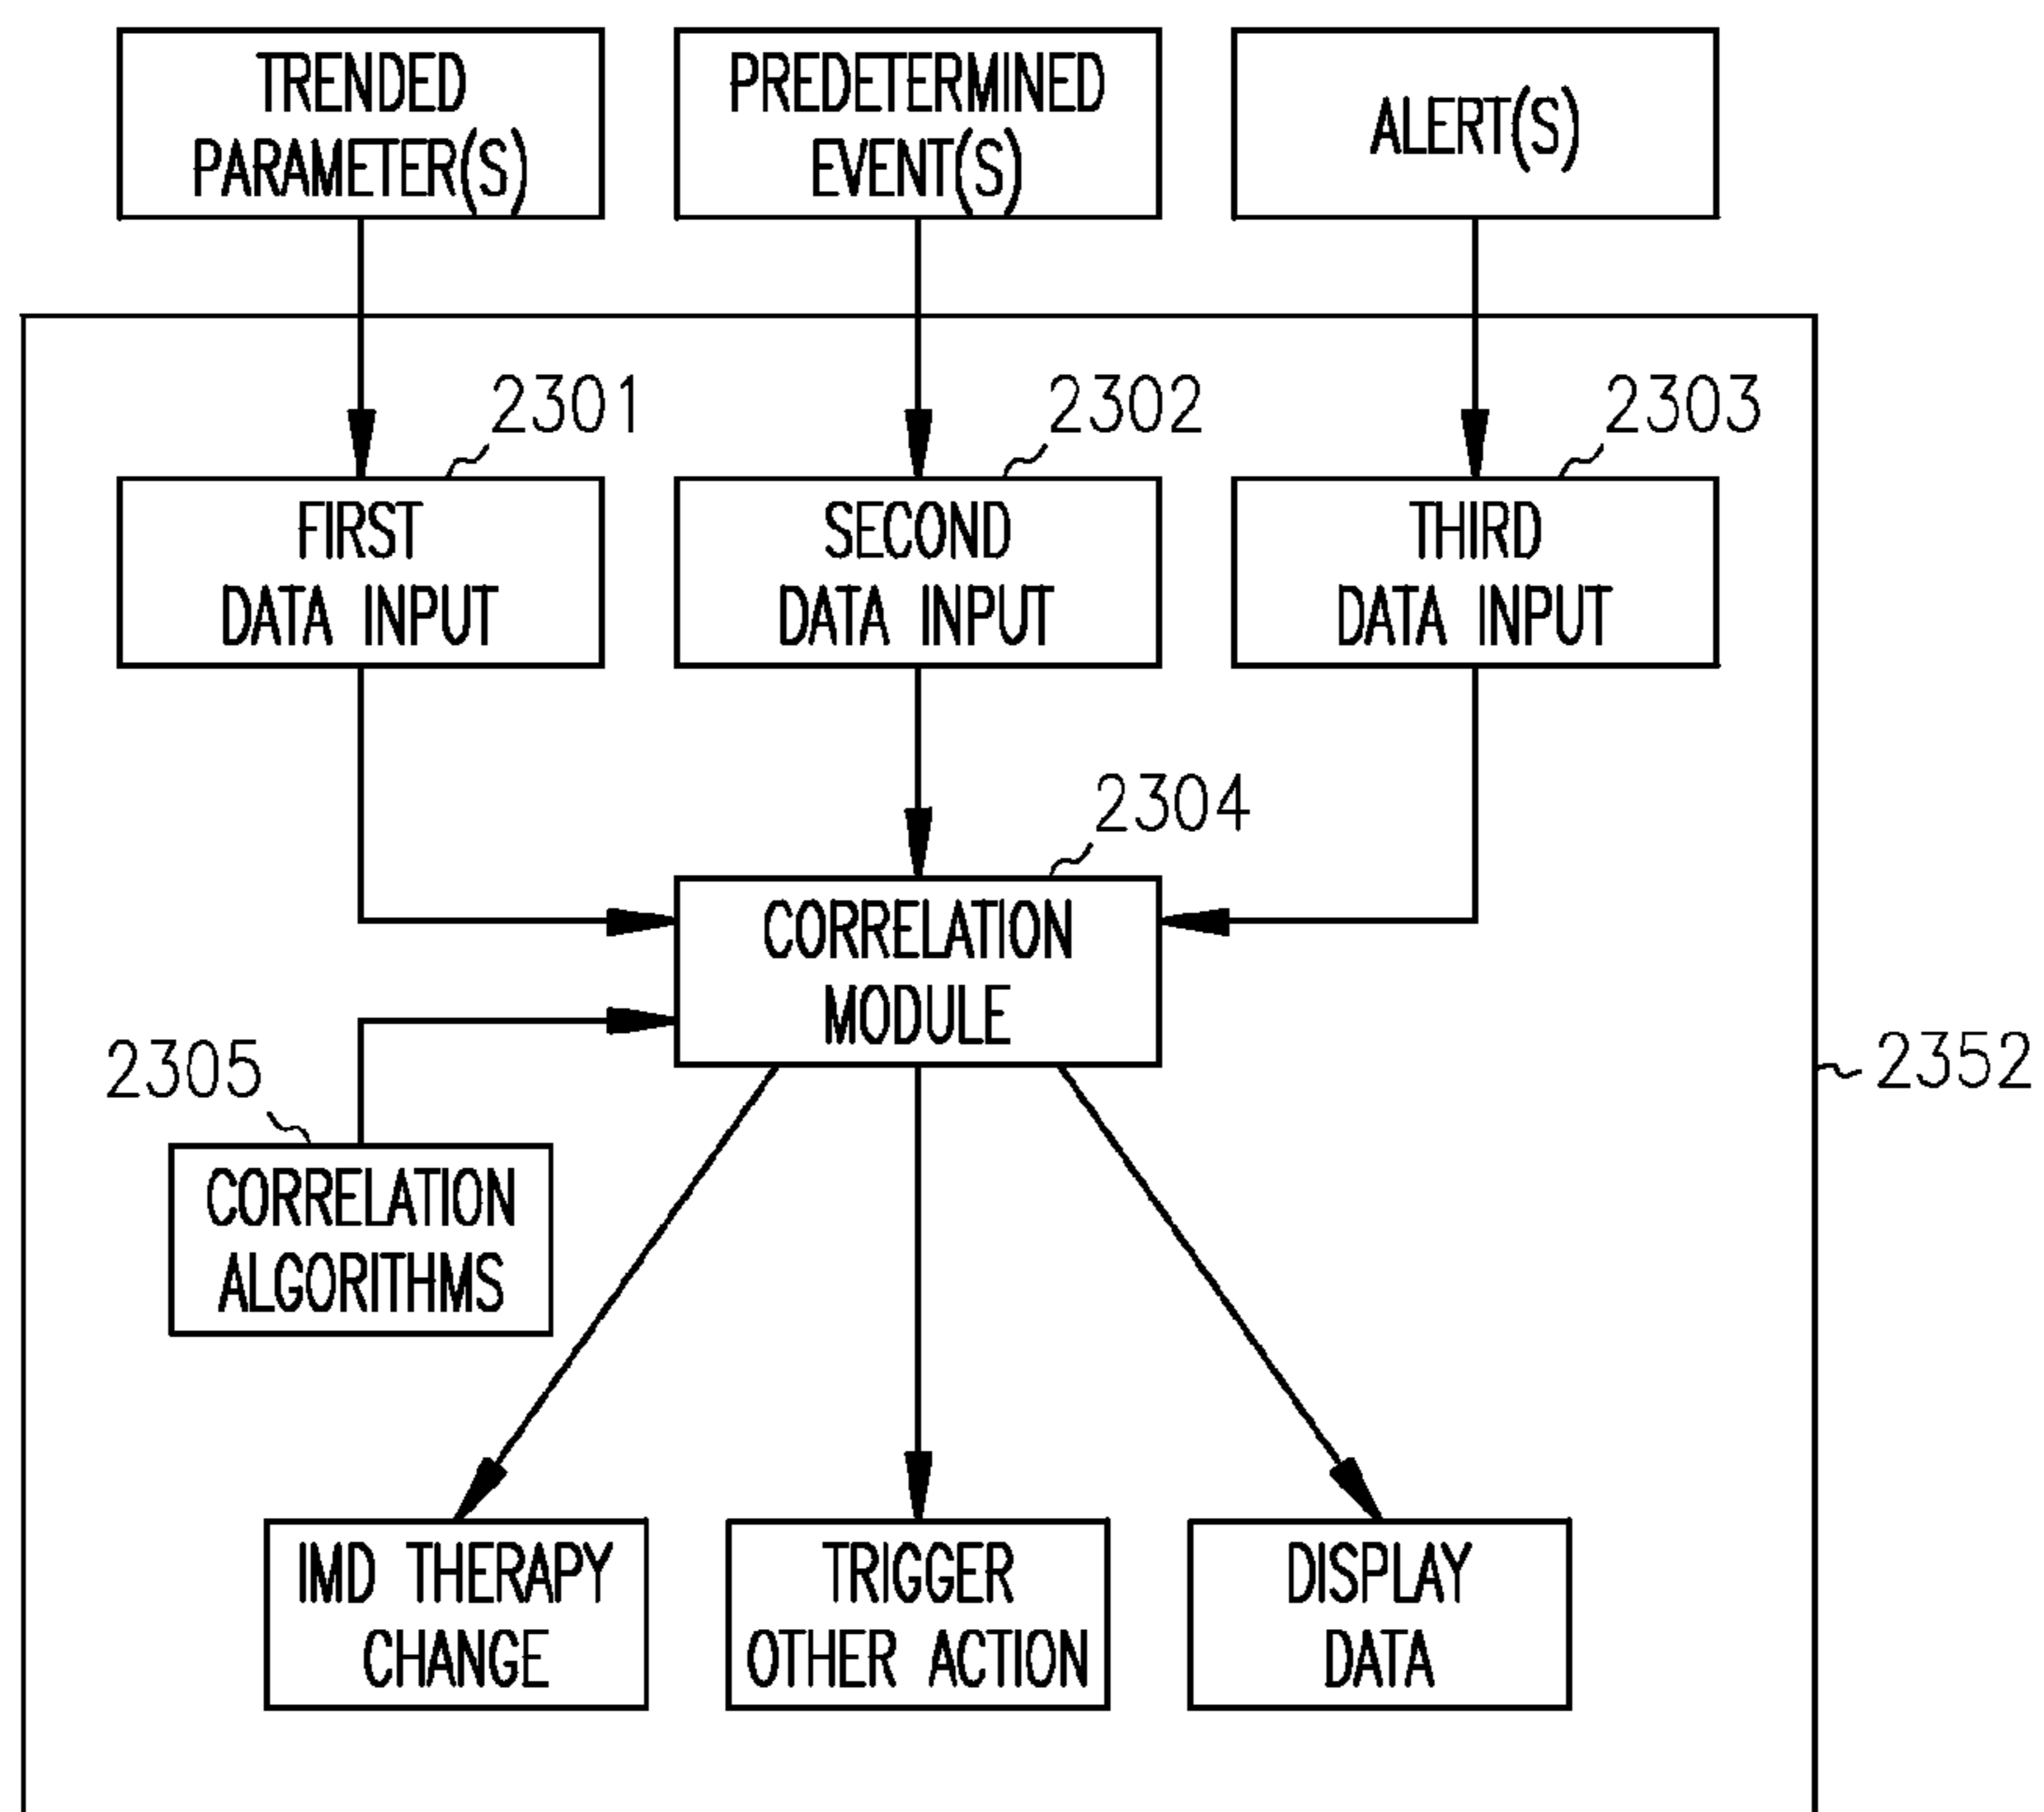 TRENDED
PARAMETER(S)
PREDETERMINED
EVENT(S)
ALERT(S)
2301
2302
2303
FIRST
DATA INPUT
SECOND
DATA INPUT
THIRD
DATA INPUT
2304
CORRELATION
MODULE
2305
2352
CORRELATION
ALGORITHMS
IMD THERAPY
CHANGE
TRIGGER
OTHER ACTION
DISPLAY
DATA